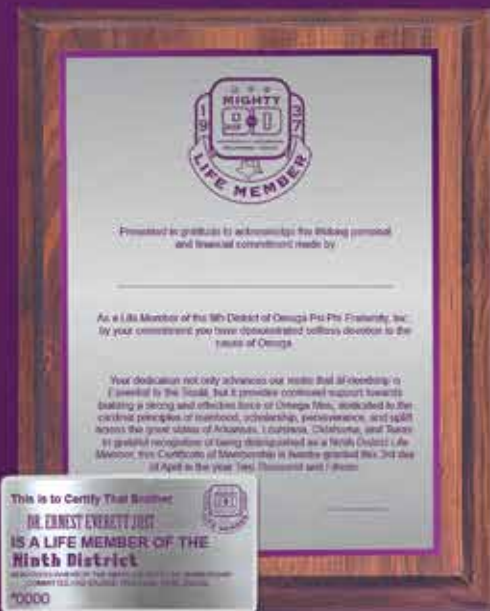 MIGHTY
19 37
LIFE MEMBER
Presented in gratitude to acknowledge the lifelong personal
and financial commitment made by
As a Life Member of the 9th District of Omega Psi Phi Fraternity, Inc.
by your commitment you have demonstrated selfless devotion to the
cause of Omega
Your dedication not only advances our motto that "Friendship is
Essential to the Soul", but it provides continued support towards
building a strong and effective force of Omega Men, dedicated to the
cardinal principles of manhood, scholarship, perseverance, and uplift
across the great states of Arkansas, Louisiana, Oklahoma, and Texas
In grateful recognition of being distinguished as a Ninth District Life
Member, this Certificate of Membership is hereby granted this 3rd day
of April in the year Two Thousand and
This is to Certify That Brother
DR. ERNEST EVERETT JUST
IS A LIFE MEMBER OF THE
Ninth District
*0000